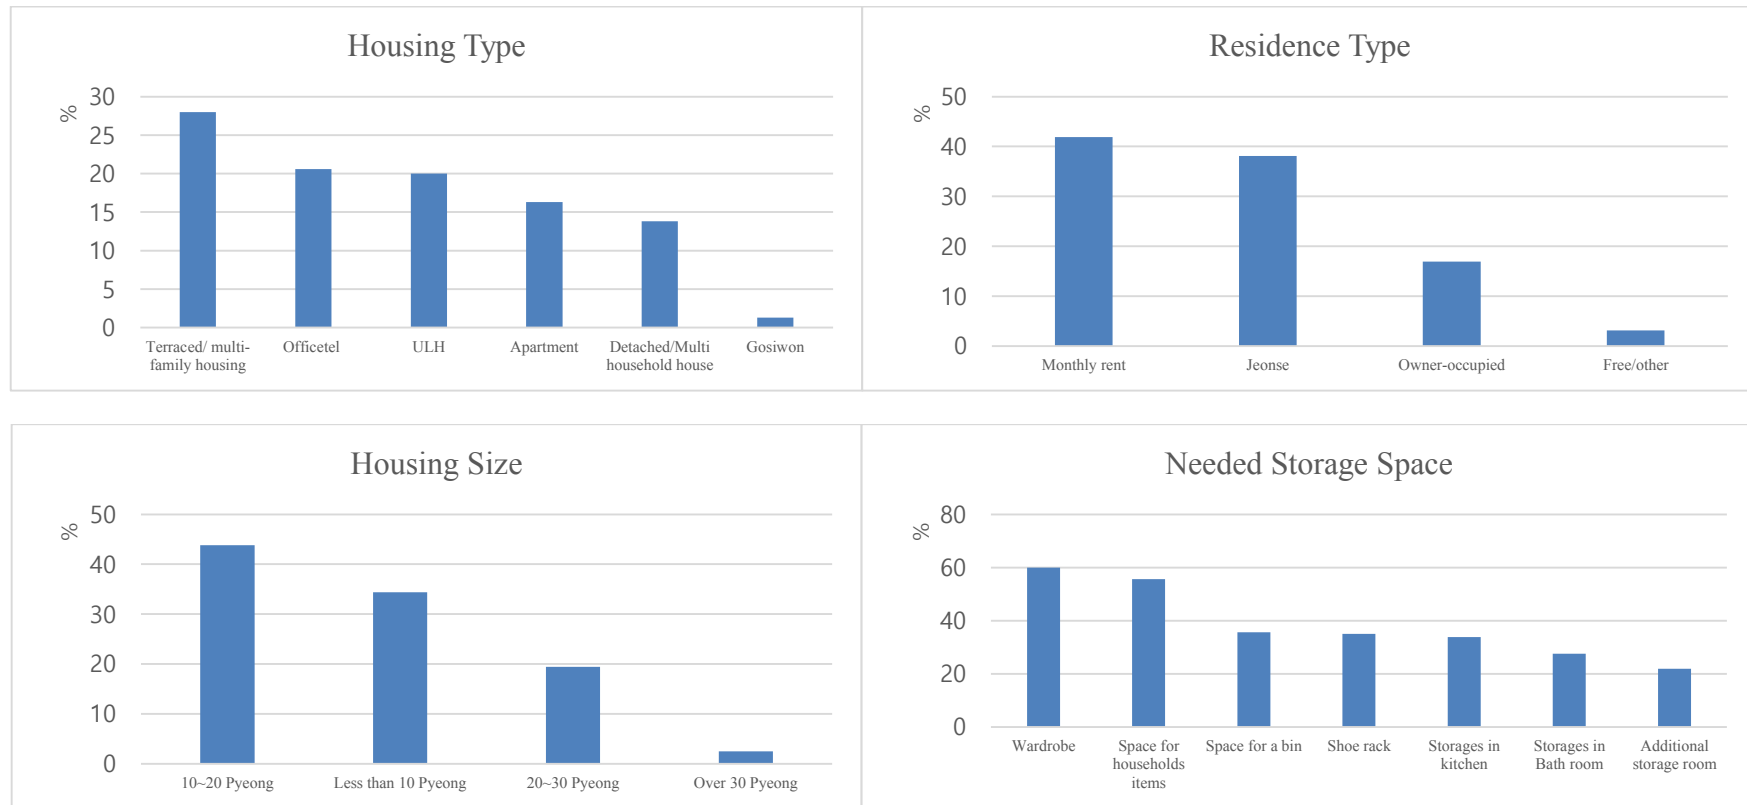 Housing Type
%
30
25
20
15
10
5
0
Terraced/ multi-
family housing
Officetel
ULH
Apartment
Detached/Multi
household house
Gosiwon
Residence Type
%
50
40
30
20
10
0
Monthly rent
Jeonse
Owner-occupied
Free/other
Housing Size
%
50
40
30
20
10
0
10~20 Pyeong
Less than 10 Pyeong
20~30 Pyeong
Over 30 Pyeong
Needed Storage Space
%
80
60
40
20
0
Wardrobe
Space for
households
items
Space for a bin
Shoe rack
Storages in
kitchen
Storages in
Bath room
Additional
storage room